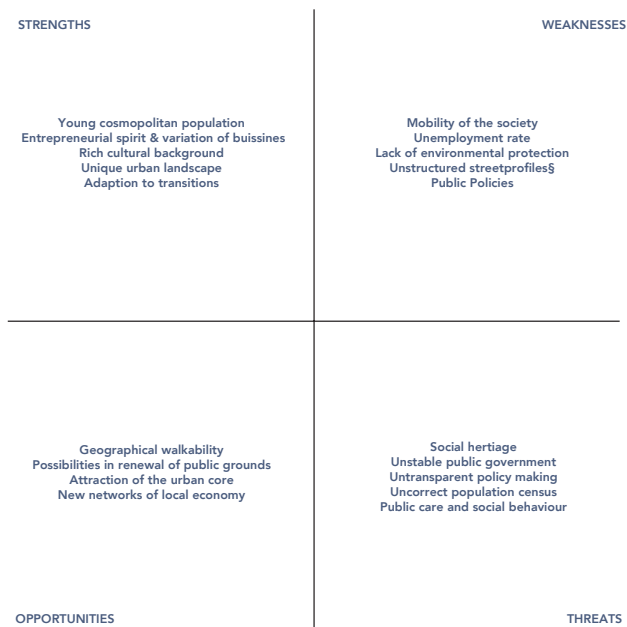 STRENGTHS
Young cosmopolitan population
Entrepreneurial spirit & variation of buissines
Rich cultural background
Unique urban landscape
Adaption to transitions
WEAKNESSES
Mobility of the society
Unemployment rate
Lack of environmental protection
Unstructured streetprofiles§
Public Policies
Geographical walkability
Possibilities in renewal of public grounds
Attraction of the urban core
New networks of local economy
OPPORTUNITIES
Social hertiage
Unstable public government
Untransparent policy making
Uncorrect population census
Public care and social behaviour
THREATS